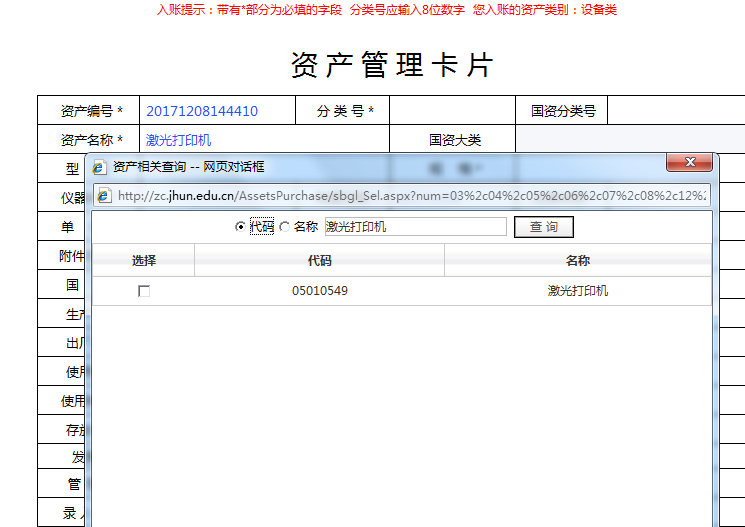 入账提示：带有*部分为必填的字段 分类号应输入8位数字 您入账的资产类别：设备类
资产管理卡片
资产编号 * 20171208144410 分 类 号 * 国资分类号
资产名称 * 激光打印机 国资大类
型
资产相关查询 -- 网页对话框
仪器
http://zc.jhun.edu.cn/AssetsPurchase/sbgl_Sel.aspx?num=03%2c04%2c05%2c06%2c07%2c08%2c12%2
单
代码 名称 激光打印机 查 询
附件
选择 代码 名称
国
05010549 激光打印机
生产
出厂
使用
使用
存放
发
管
录